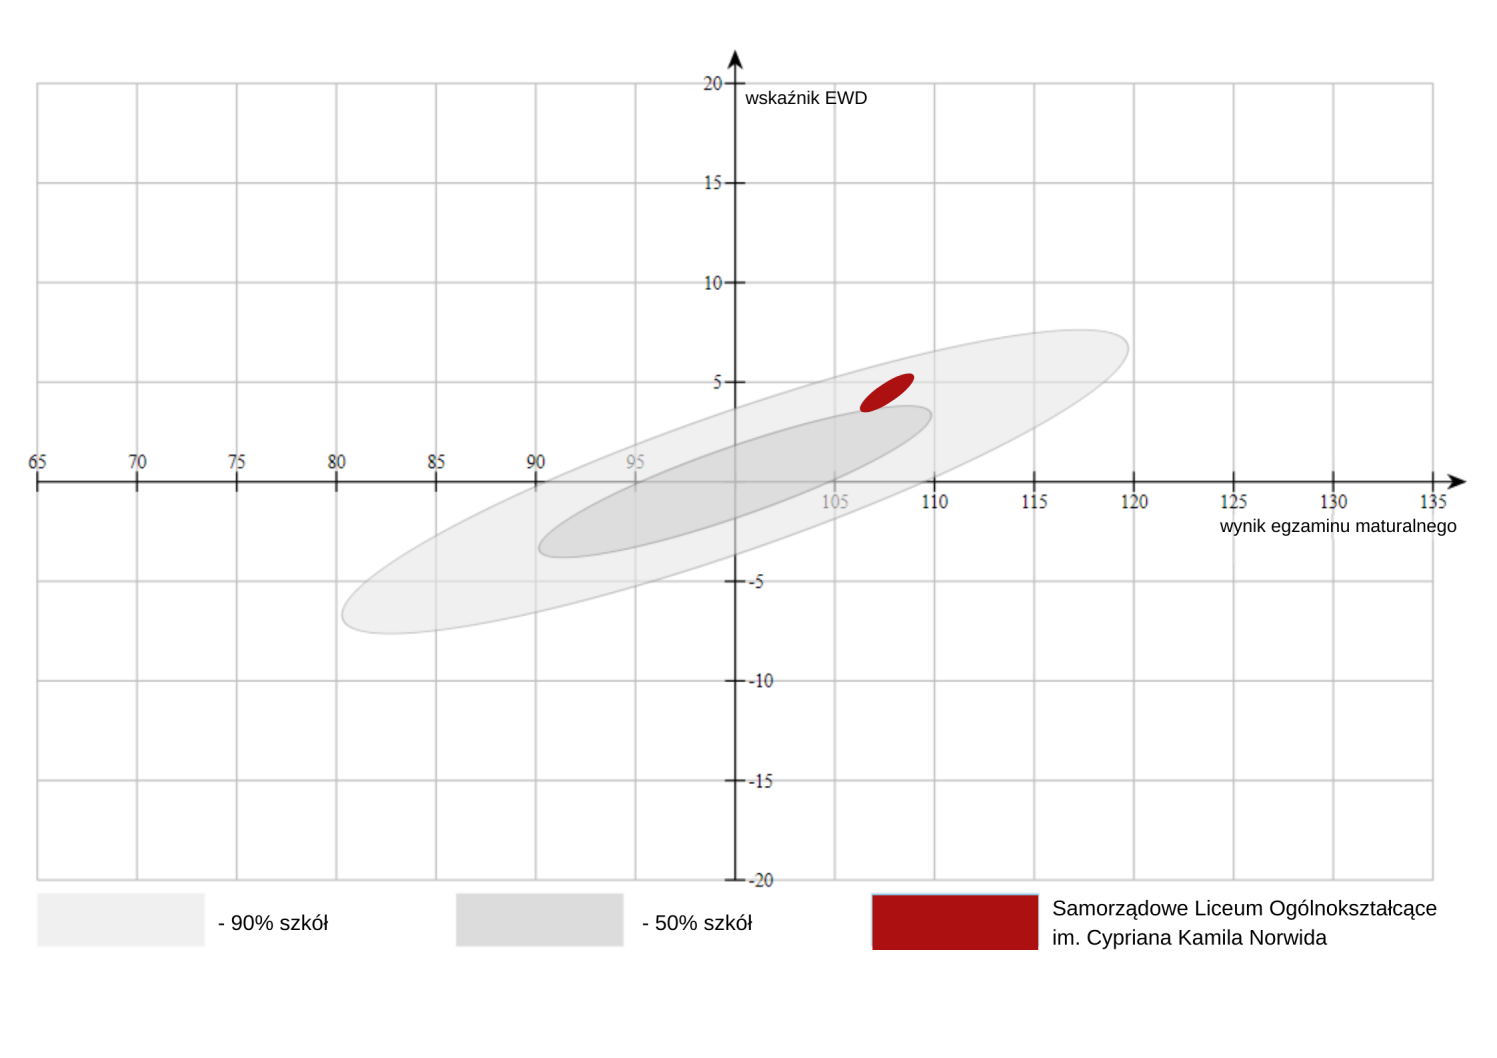 20
wskaźnik EWD
15
10
5
65 70 75 80 85 90 95
105 110 115 120 125 130 135
wynik egzaminu maturalnego
-5
-10
-15
-20
- 90% szkół
- 50% szkół
Samorządowe Liceum Ogólnokształcące
im. Cypriana Kamila Norwida